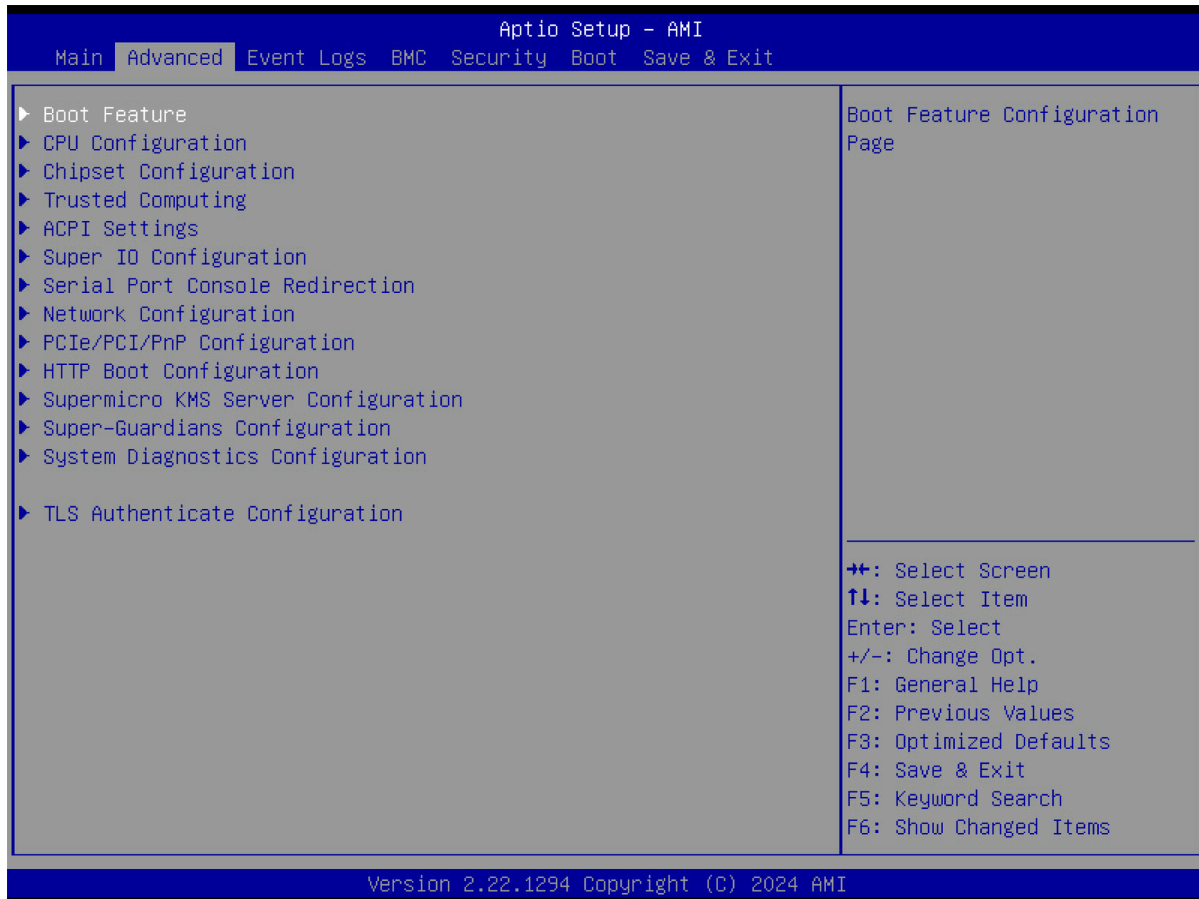 Aptio Setup – AMI
Main Advanced Event Logs BMC Security Boot Save & Exit
Boot Feature
CPU Configuration
Chipset Configuration
Trusted Computing
ACPI Settings
Super IO Configuration
Serial Port Console Redirection
Network Configuration
PCIe/PCI/PnP Configuration
HTTP Boot Configuration
Supermicro KMS Server Configuration
Super-Guardians Configuration
System Diagnostics Configuration
TLS Authenticate Configuration
Boot Feature Configuration
Page
→←: Select Screen
↑↓: Select Item
Enter: Select
+/-: Change Opt.
F1: General Help
F2: Previous Values
F3: Optimized Defaults
F4: Save & Exit
F5: Keyword Search
F6: Show Changed Items
Version 2.22.1294 Copyright (C) 2024 AMI